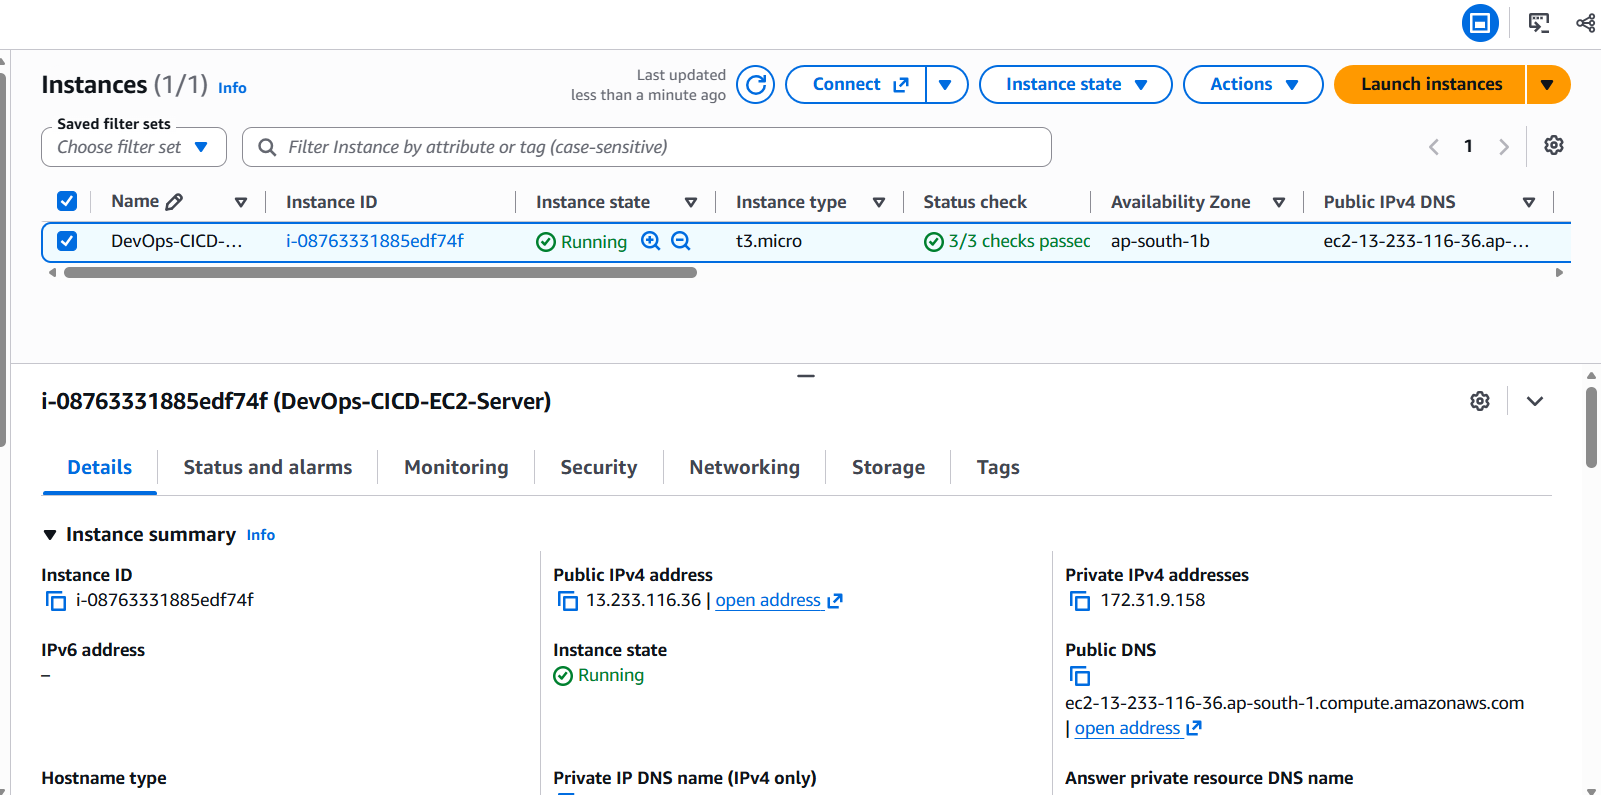 Instances (1/1) Info
Last updated
less than a minute ago
Connect
Instance state
Actions
Launch instances
Saved filter sets
Choose filter set
Filter Instance by attribute or tag (case-sensitive)
1
Name Instance ID Instance state Instance type Status check Availability Zone Public IPv4 DNS
DevOps-CICD-... i-08763331885edf74f Running t3.micro 3/3 checks passed ap-south-1b ec2-13-233-116-36.ap-...
i-08763331885edf74f (DevOps-CICD-EC2-Server)
Details Status and alarms Monitoring Security Networking Storage Tags
Instance summary Info
Instance ID
i-08763331885edf74f
Public IPv4 address
13.233.116.36 | open address
Private IPv4 addresses
172.31.9.158
IPv6 address
–
Instance state
Running
Public DNS
ec2-13-233-116-36.ap-south-1.compute.amazonaws.com
| open address
Hostname type
Private IP DNS name (IPv4 only)
Answer private resource DNS name